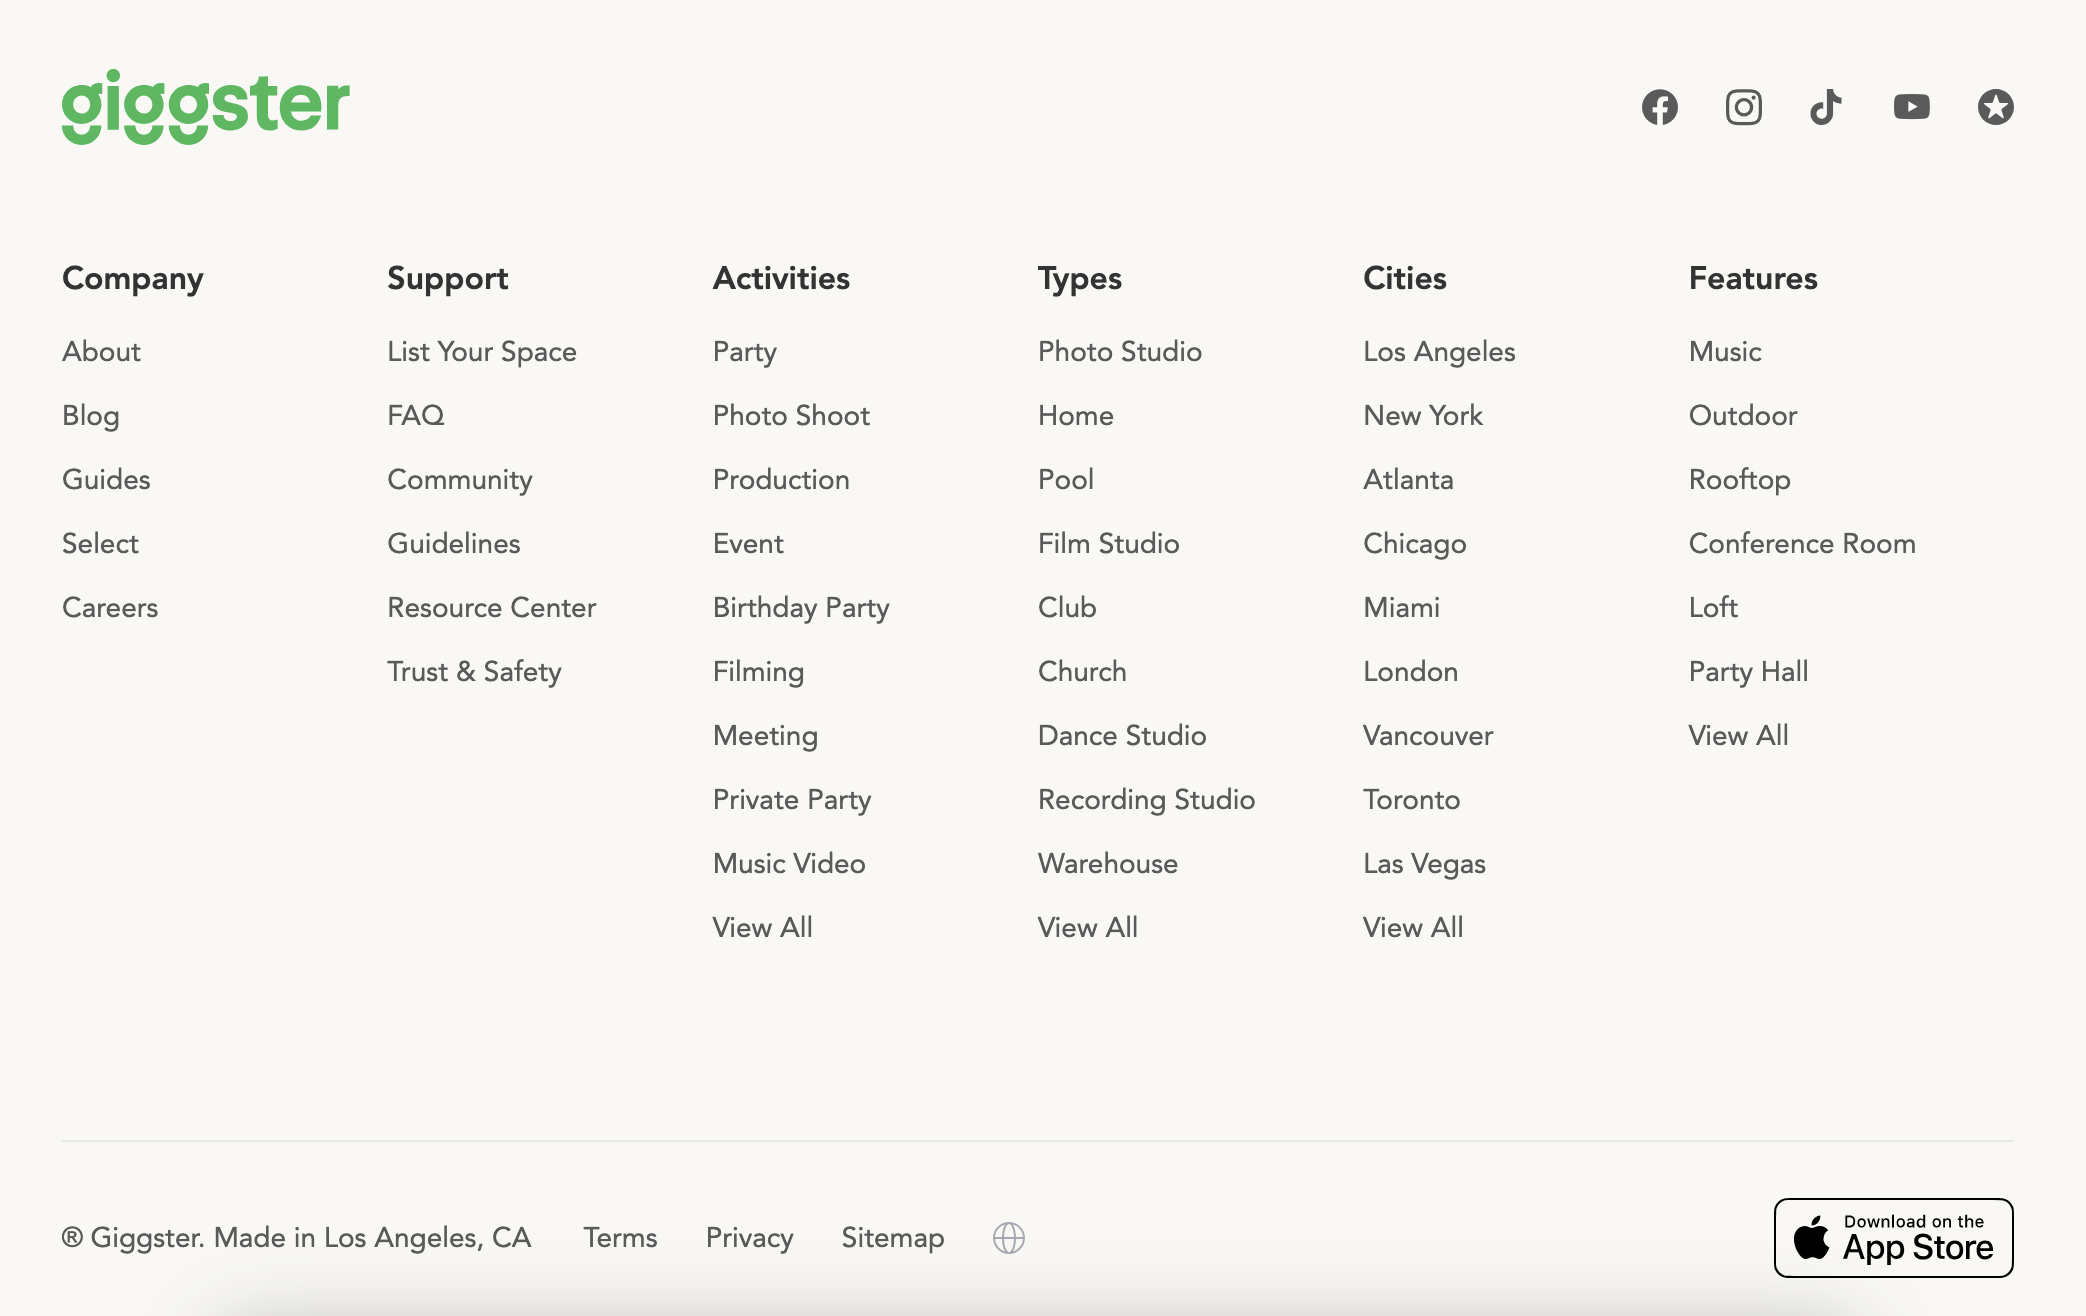 giggster
Company
About
Blog
Guides
Select
Careers
Support
List Your Space
FAQ
Community
Guidelines
Resource Center
Trust & Safety
Activities
Party
Photo Shoot
Production
Event
Birthday Party
Filming
Meeting
Private Party
Music Video
View All
Types
Photo Studio
Home
Pool
Film Studio
Club
Church
Dance Studio
Recording Studio
Warehouse
View All
Cities
Los Angeles
New York
Atlanta
Chicago
Miami
London
Vancouver
Toronto
Las Vegas
View All
Features
Music
Outdoor
Rooftop
Conference Room
Loft
Party Hall
View All
® Giggster. Made in Los Angeles, CA Terms Privacy Sitemap
Download on the
App Store